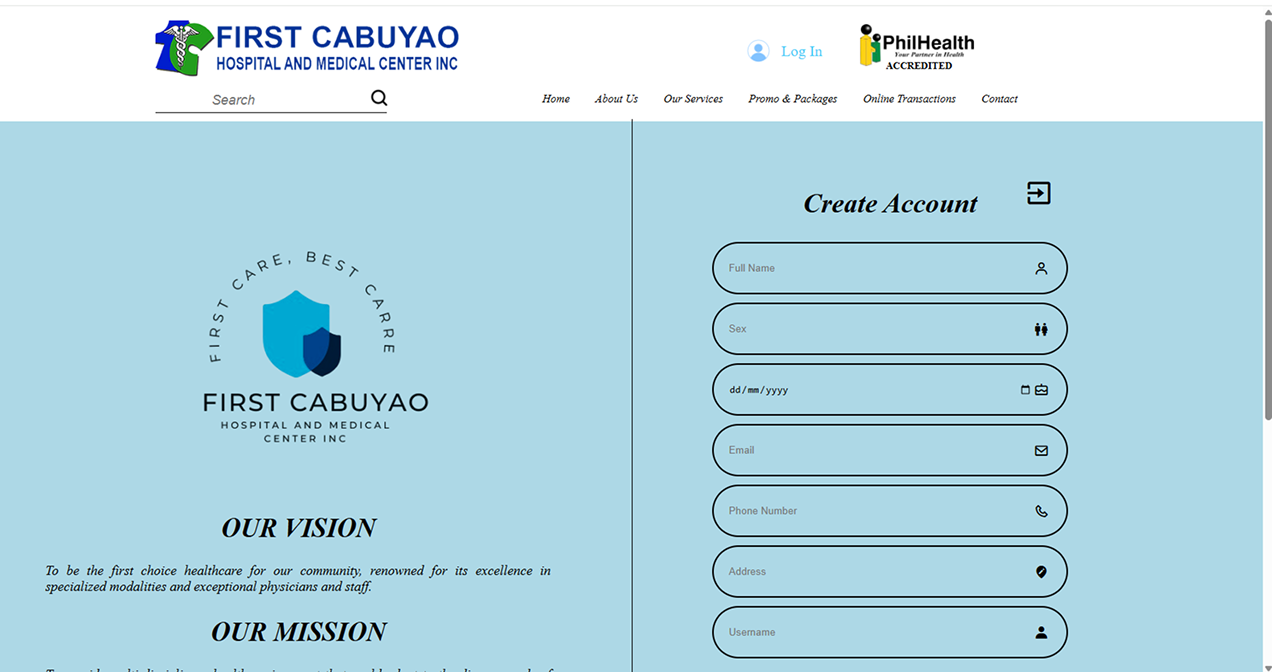 FIRST CABUYAO
HOSPITAL AND MEDICAL CENTER INC
Log In
PhilHealth
Your Partner in Health
ACCREDITED
Search
Home About Us Our Services Promo & Packages Online Transactions Contact
FIRST CARE, BEST CARRE
FIRST CABUYAO
HOSPITAL AND MEDICAL
CENTER INC
OUR VISION
To be the first choice healthcare for our community, renowned for its excellence in
specialized modalities and exceptional physicians and staff.
OUR MISSION
Create Account
Full Name
Sex
dd/mm/yyyy
Email
Phone Number
Address
Username